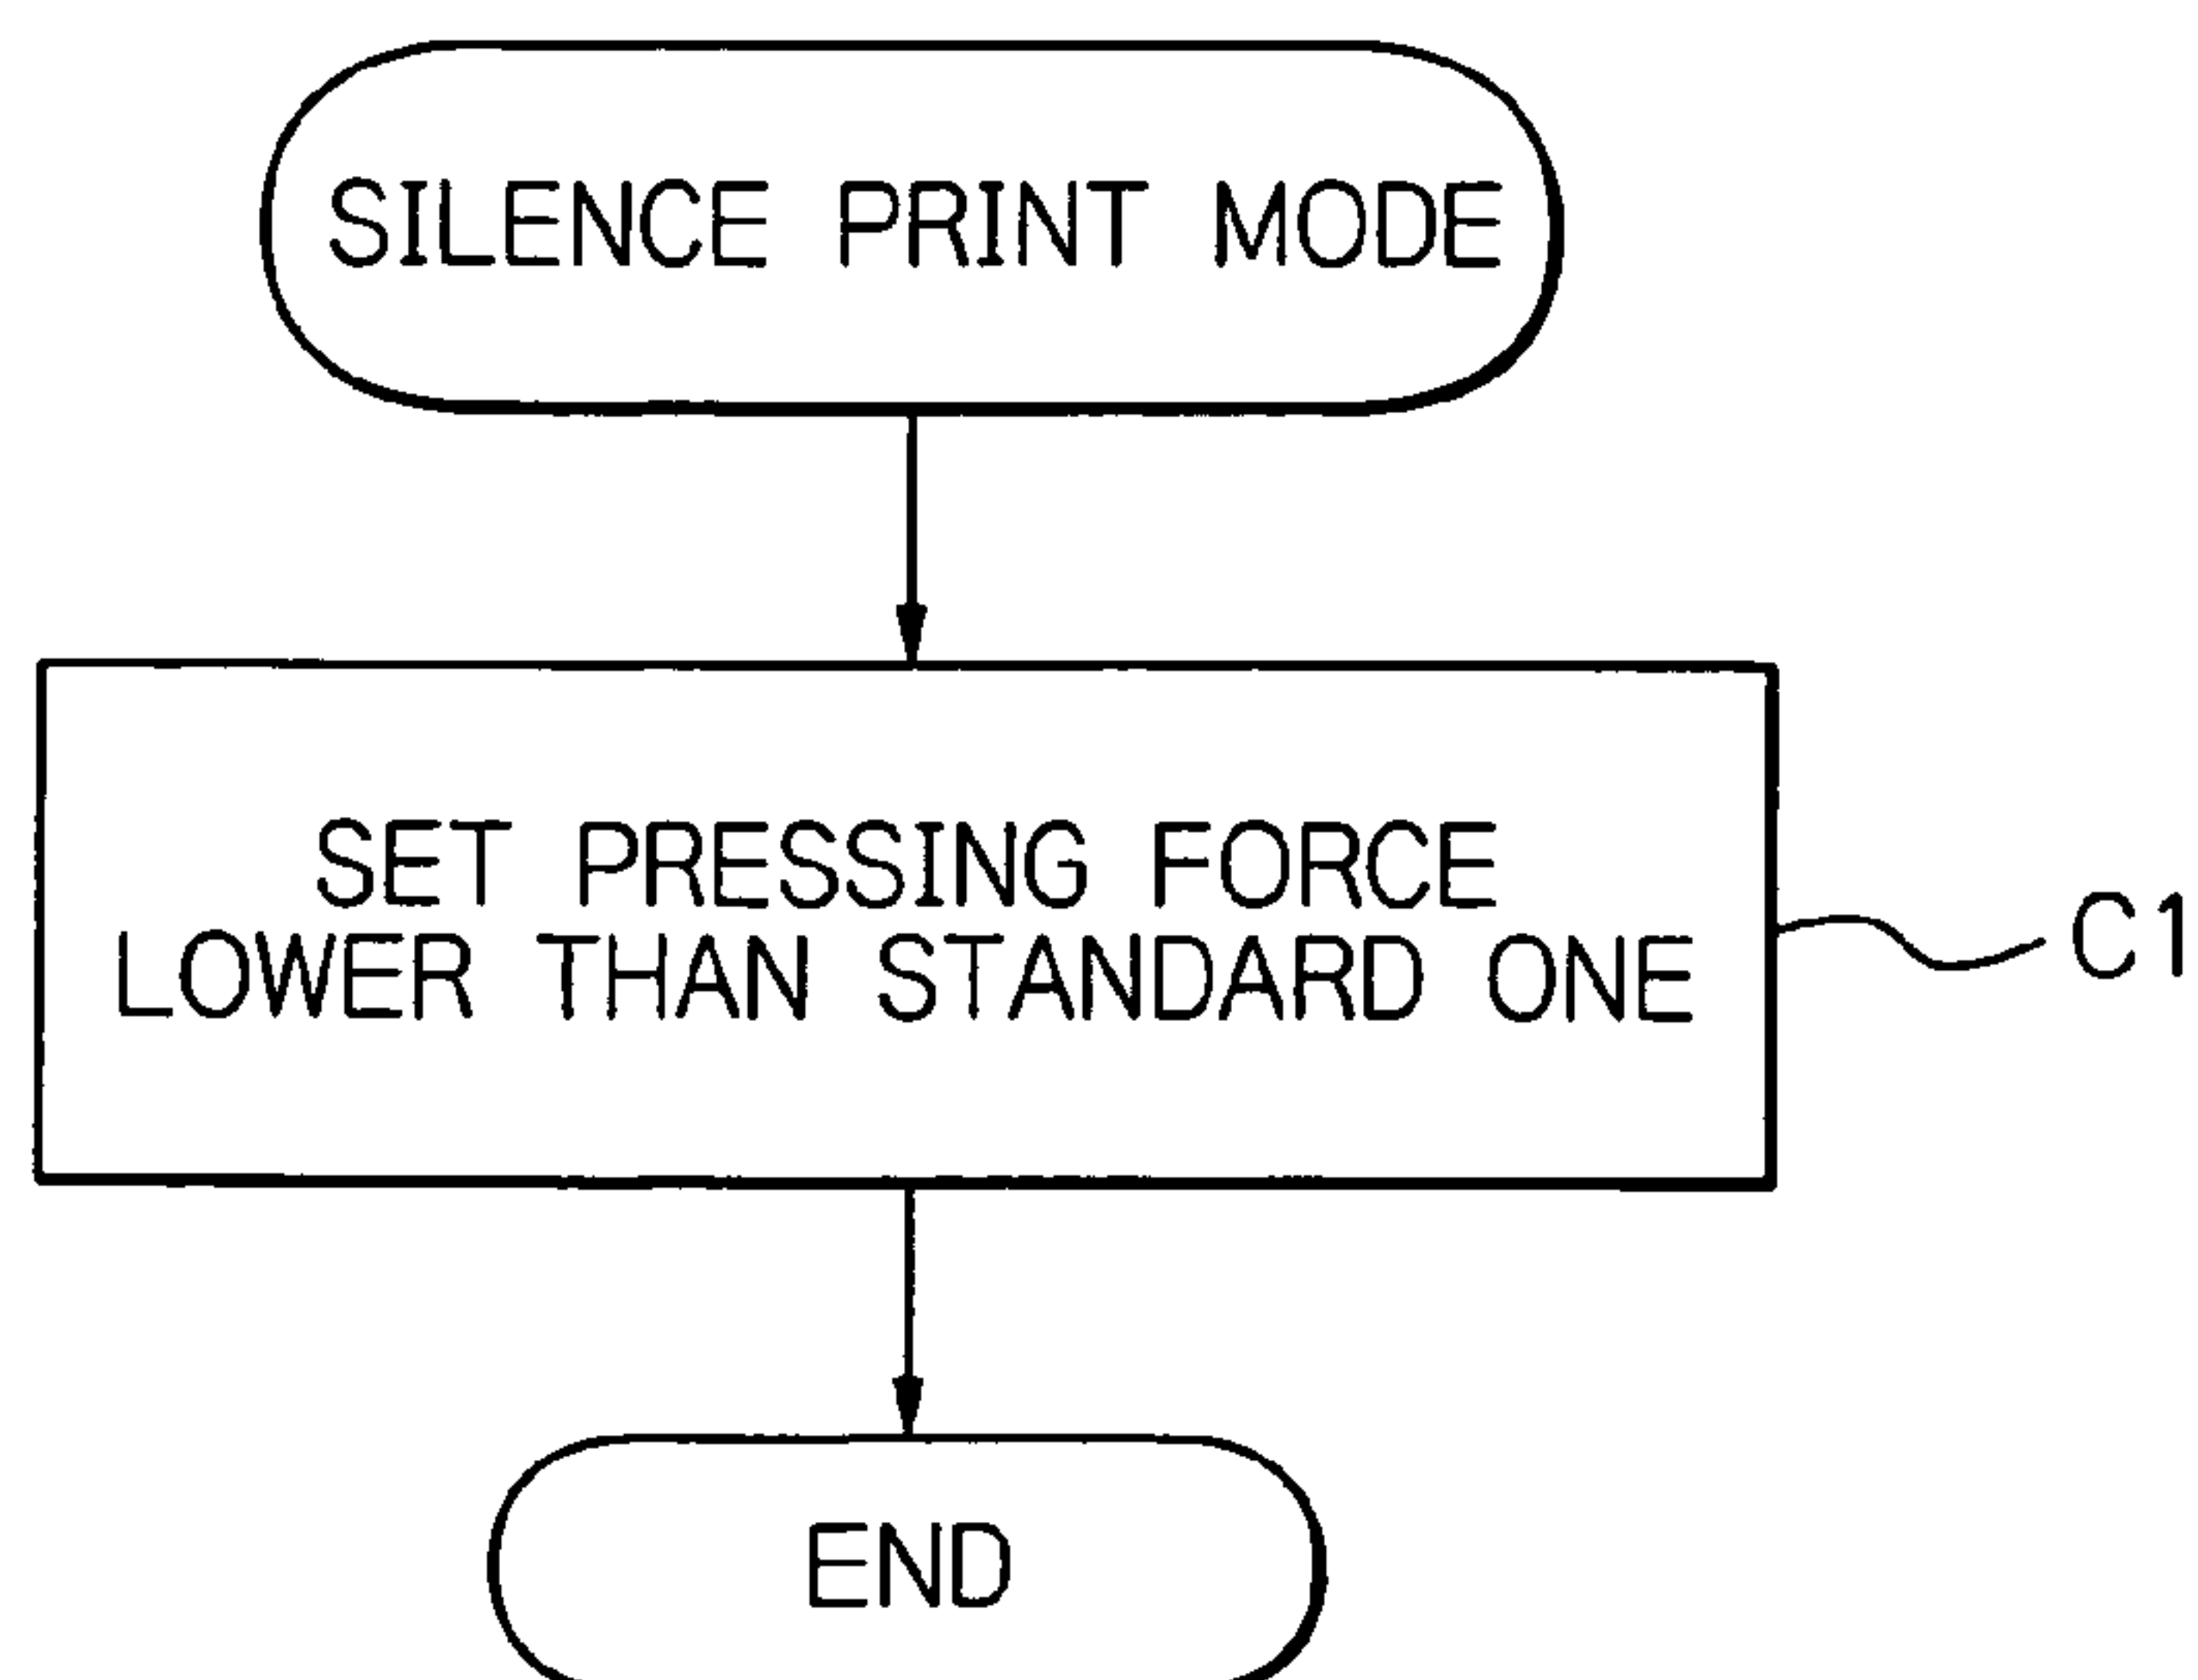 SILENCE PRINT MODE
SET PRESSING FORCE
LOWER THAN STANDARD ONE
C1
END